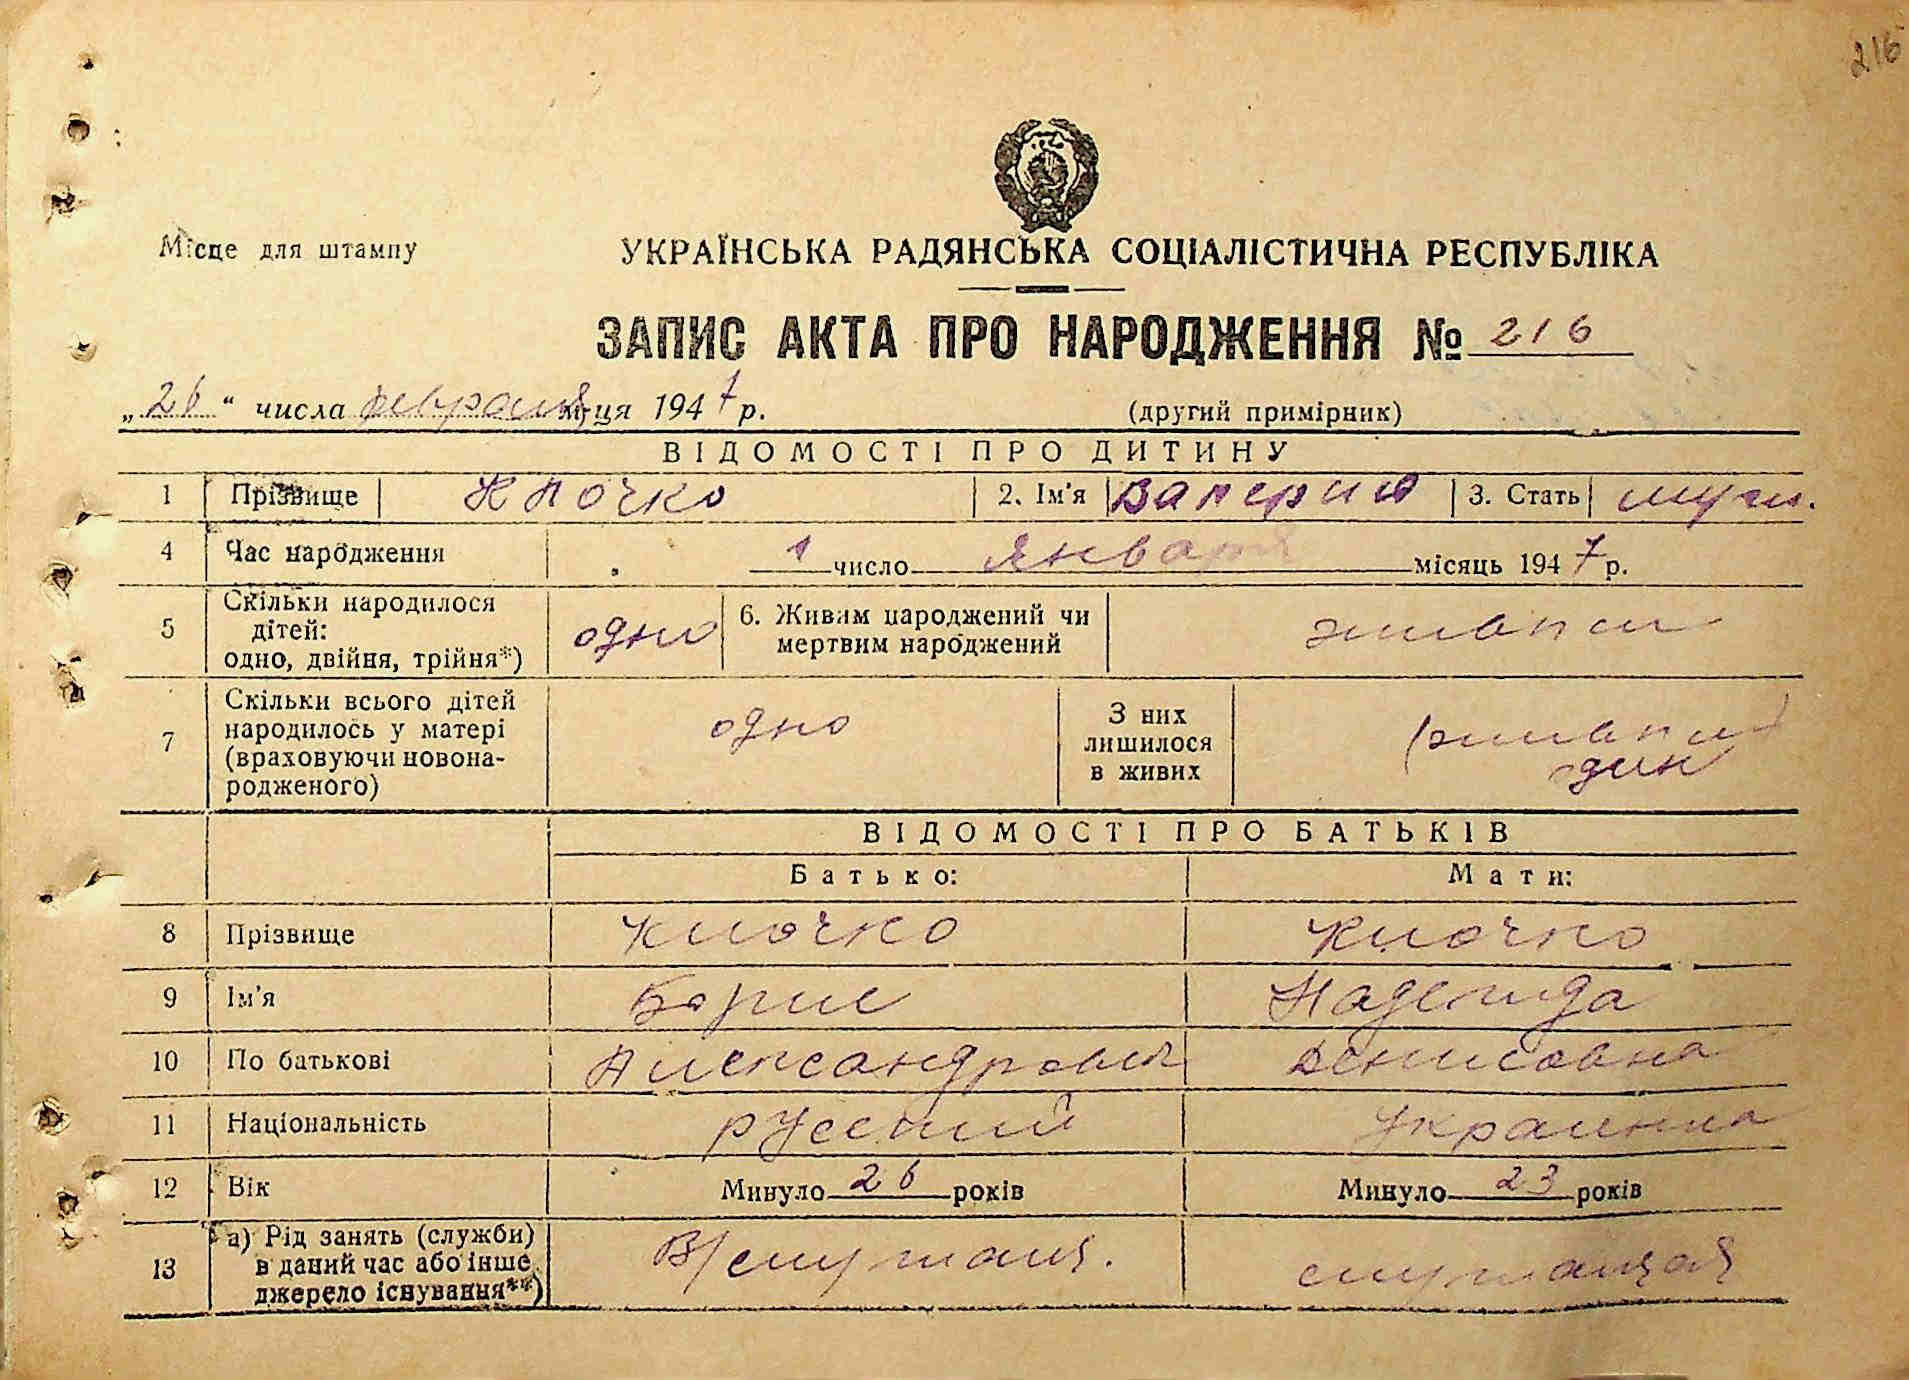 216
Місце для штампу
УКРАЇНСЬКА РАДЯНСЬКА СОЦІАЛІСТИЧНА РЕСПУБЛІКА
ЗАПИС АКТА ПРО НАРОДЖЕННЯ № 216
„26“ числа февраля м-ця 1947 р. (другий примірник)
ВІДОМОСТІ ПРО ДИТИНУ
1 Прізвище Клочко 2. Ім'я Валерий 3. Стать муж.
4 Час народження 1 число января місяць 1947 р.
5 Скільки народилося дітей: одно, двійня, трійня*) одно 6. Живим народжений чи мертвим народжений живым
7 Скільки всього дітей народилось у матері (враховуючи новонародженого) одно З них лишилося в живих один
ВІДОМОСТІ ПРО БАТЬКІВ
Батько: Мати:
8 Прізвище Клочко Клочко
9 Ім'я Борис Надежда
10 По батькові Александрович Денисовна
11 Національність русский украинка
12 Вік Минуло 26 років Минуло 23 років
13 а) Рід занять (служби) в даний час або інше джерело існування**) В/служащ. служащая